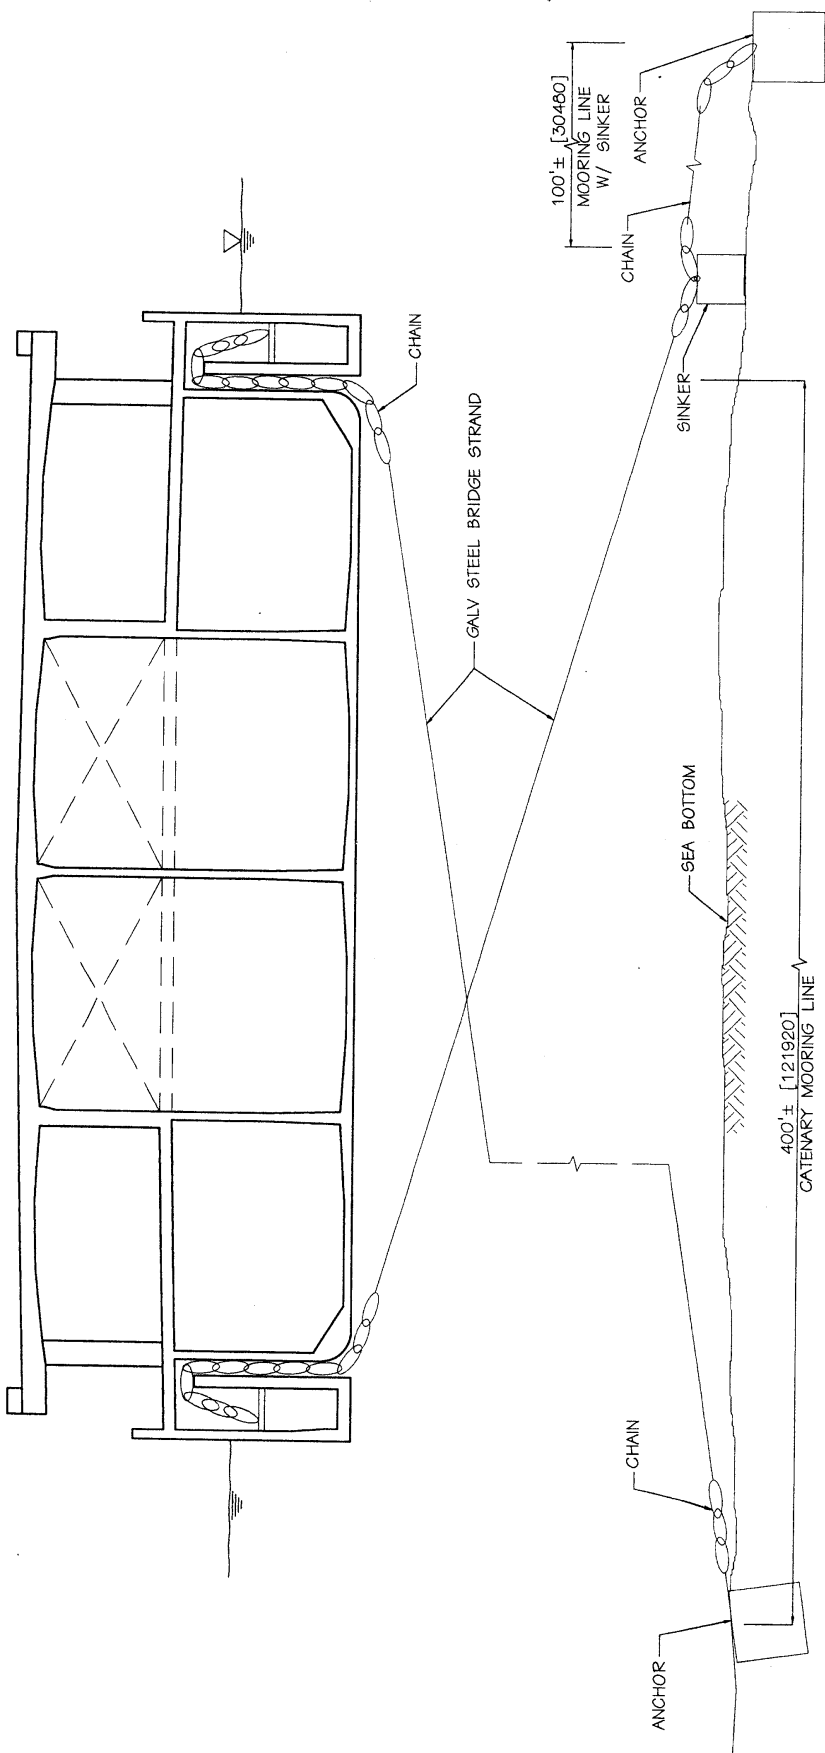 CHAIN
GALV STEEL BRIDGE STRAND
100'± [30480]
MOORING LINE
W/ SINKER
ANCHOR
CHAIN
SINKER
SEA BOTTOM
CHAIN
ANCHOR
400'± [121920]
CATENARY MOORING LINE